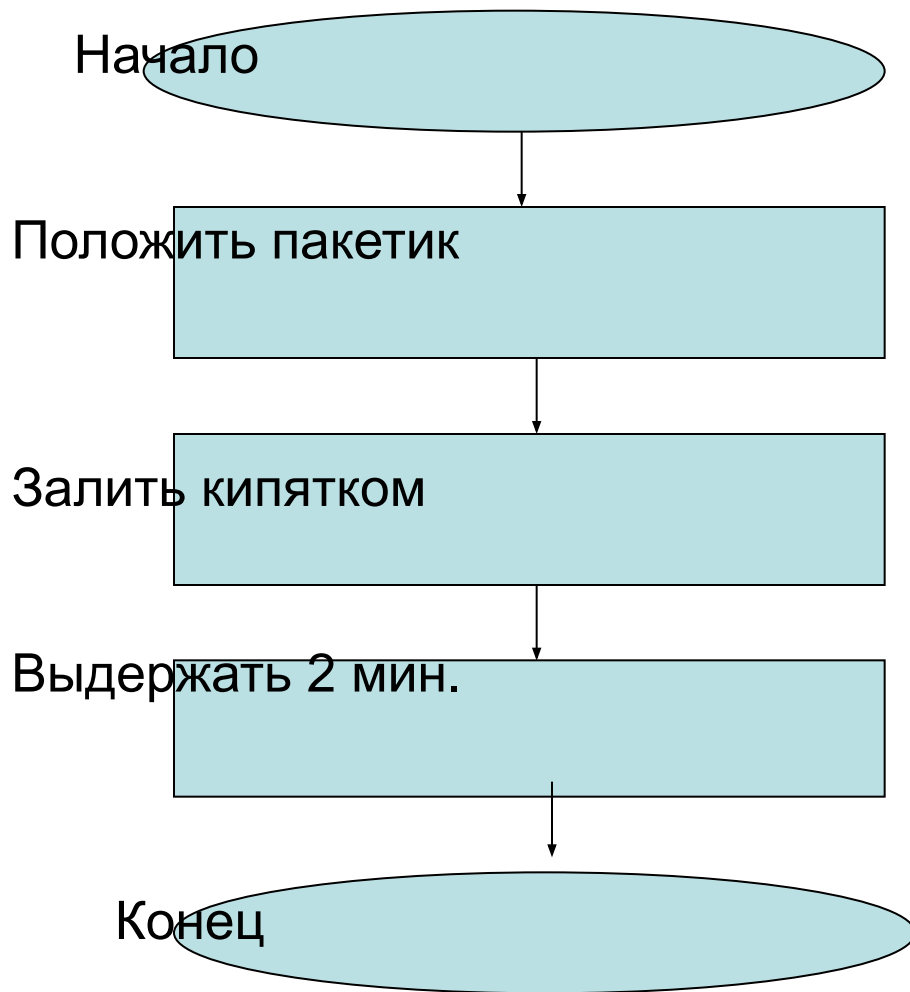 Начало
Положить пакетик
Залить кипятком
Выдержать 2 мин.
Конец